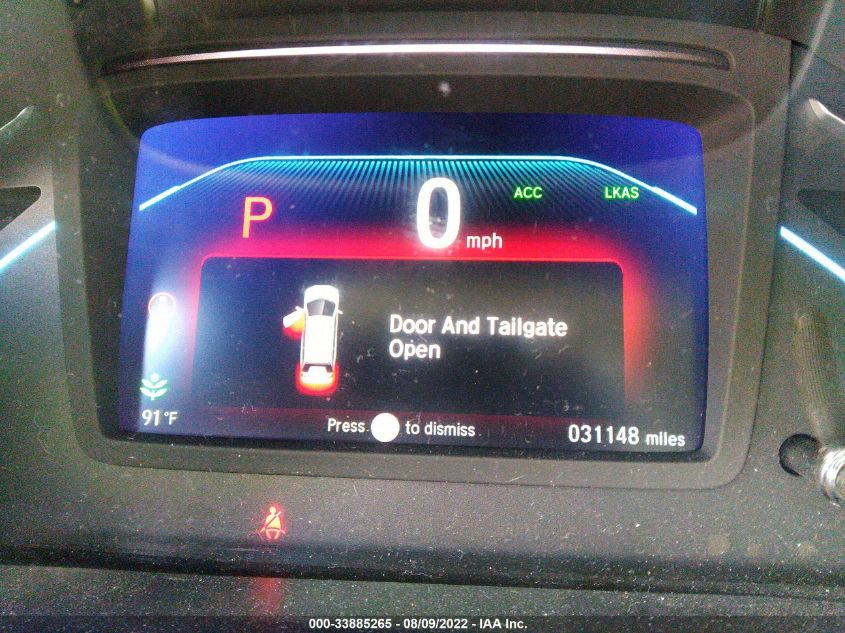 ACC
LKAS
P
0 mph
Door And Tailgate
Open
91°F
Press to dismiss
031148 miles
000-33885265 - 08/09/2022 - IAA Inc.